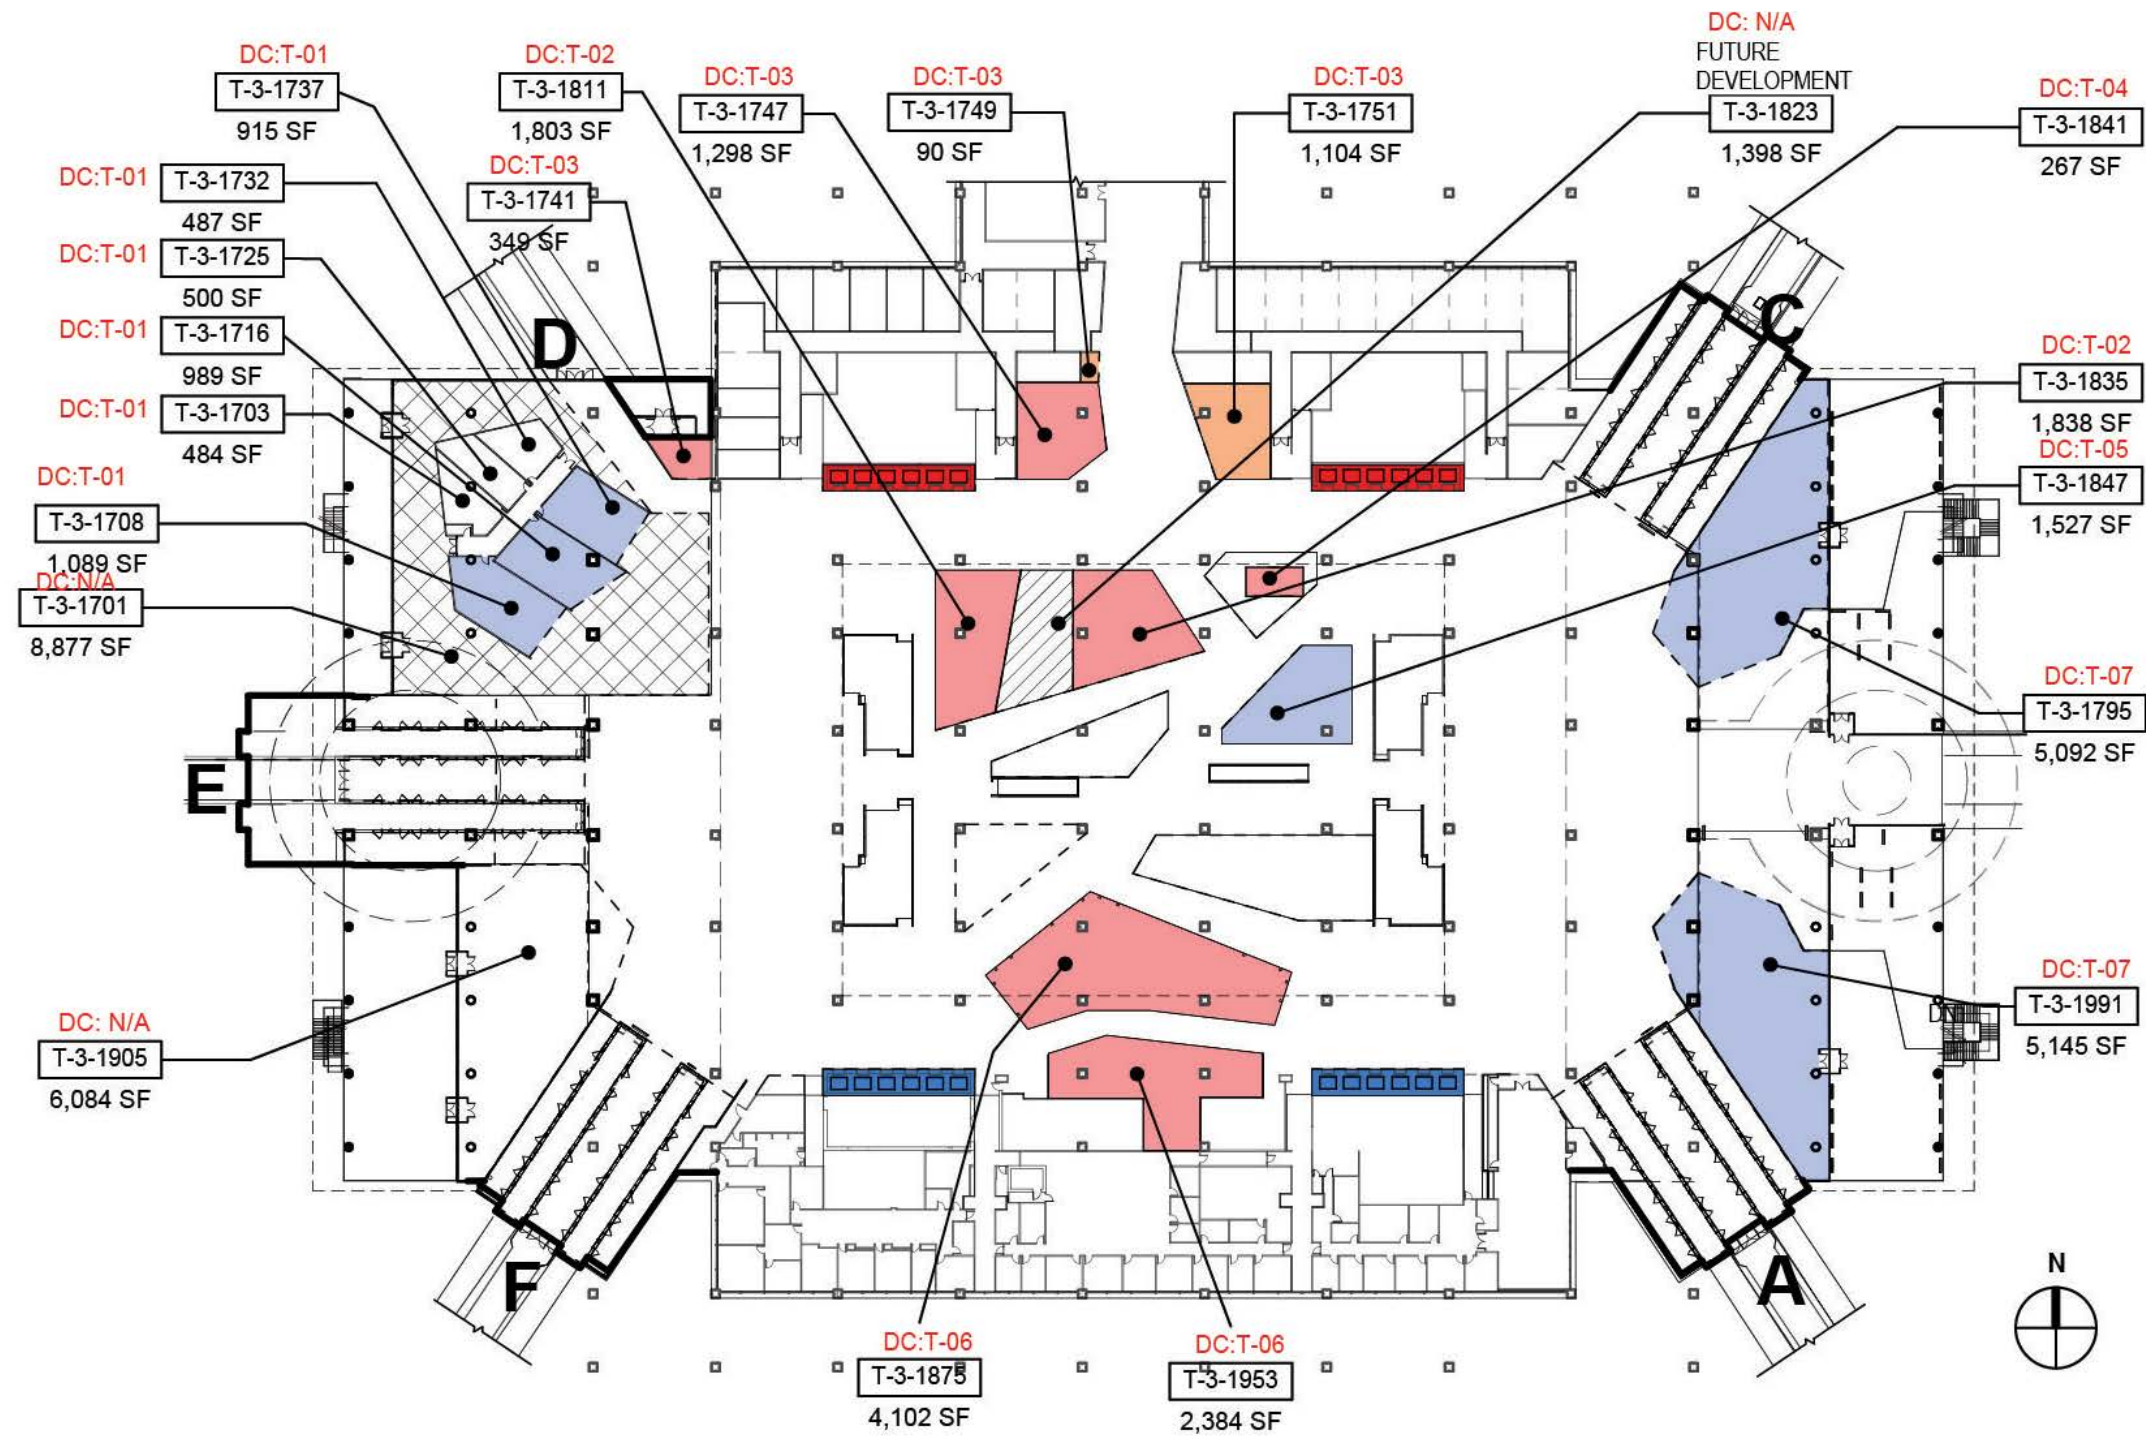 DC:T-01
T-3-1737
915 SF
DC:T-02
T-3-1811
1,803 SF
DC:T-03
T-3-1747
1,298 SF
DC:T-03
T-3-1749
90 SF
DC:T-03
T-3-1751
1,104 SF
DC: N/A
FUTURE
DEVELOPMENT
T-3-1823
1,398 SF
DC:T-04
T-3-1841
267 SF
DC:T-01 T-3-1732
487 SF
DC:T-03
T-3-1741
349 SF
DC:T-01 T-3-1725
500 SF
DC:T-01 T-3-1716
989 SF
DC:T-01 T-3-1703
484 SF
DC:T-01
T-3-1708
1,089 SF
DC:N/A
T-3-1701
8,877 SF
D
C
DC:T-02
T-3-1835
1,838 SF
DC:T-05
T-3-1847
1,527 SF
DC:T-07
T-3-1795
5,092 SF
E
DC: N/A
T-3-1905
6,084 SF
DC:T-07
T-3-1991
5,145 SF
DN
F
A
N
DC:T-06
T-3-1875
4,102 SF
DC:T-06
T-3-1953
2,384 SF